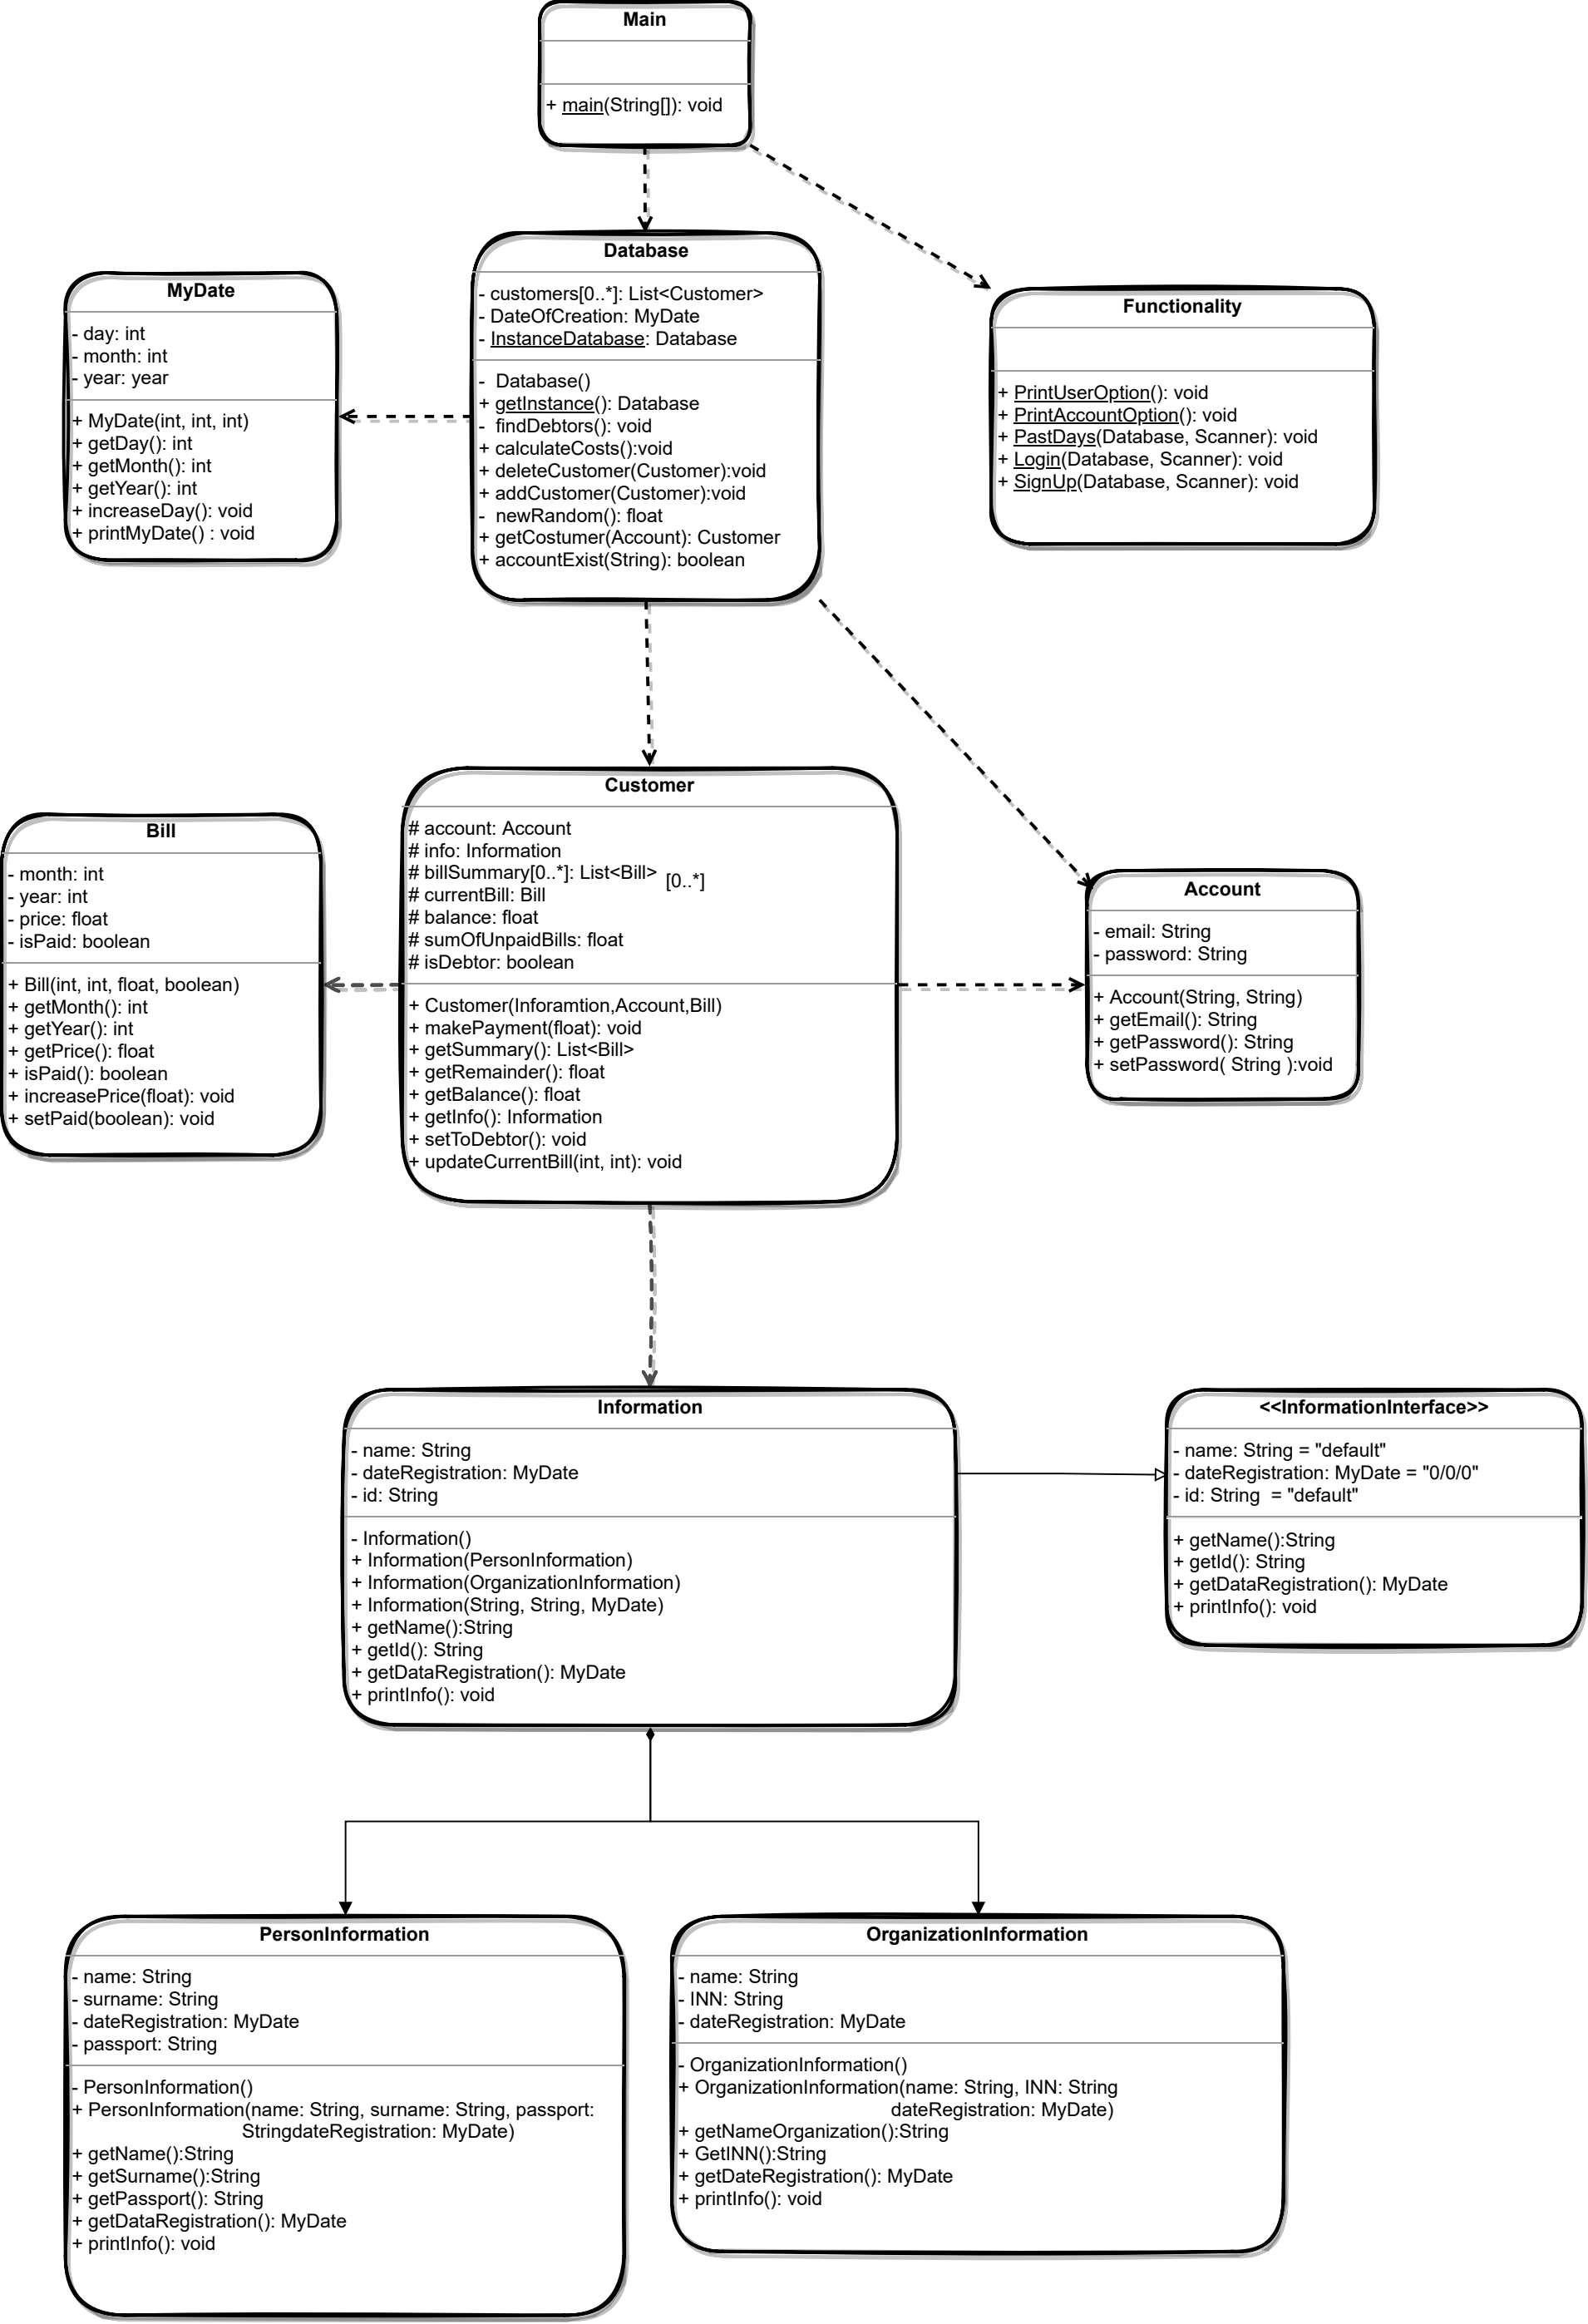 Main
+ main(String[]): void
Database
- customers[0..*]: List<Customer>
- DateOfCreation: MyDate
- InstanceDatabase: Database
-  Database()
+ getInstance(): Database
-  findDebtors(): void
+ calculateCosts():void
+ deleteCustomer(Customer):void
+ addCustomer(Customer):void
-  newRandom(): float
+ getCostumer(Account): Customer
+ accountExist(String): boolean
MyDate
- day: int
- month: int
- year: year
+ MyDate(int, int, int)
+ getDay(): int
+ getMonth(): int
+ getYear(): int
+ increaseDay(): void
+ printMyDate() : void
Functionality
+ PrintUserOption(): void
+ PrintAccountOption(): void
+ PastDays(Database, Scanner): void
+ Login(Database, Scanner): void
+ SignUp(Database, Scanner): void
Customer
# account: Account
# info: Information
# billSummary[0..*]: List<Bill>
[0..*]
# currentBill: Bill
# balance: float
# sumOfUnpaidBills: float
# isDebtor: boolean
+ Customer(Inforamtion,Account,Bill)
+ makePayment(float): void
+ getSummary(): List<Bill>
+ getRemainder(): float
+ getBalance(): float
+ getInfo(): Information
+ setToDebtor(): void
+ updateCurrentBill(int, int): void
Bill
- month: int
- year: int
- price: float
- isPaid: boolean
+ Bill(int, int, float, boolean)
+ getMonth(): int
+ getYear(): int
+ getPrice(): float
+ isPaid(): boolean
+ increasePrice(float): void
+ setPaid(boolean): void
Account
- email: String
- password: String
+ Account(String, String)
+ getEmail(): String
+ getPassword(): String
+ setPassword( String ):void
Information
- name: String
- dateRegistration: MyDate
- id: String
- Information()
+ Information(PersonInformation)
+ Information(OrganizationInformation)
+ Information(String, String, MyDate)
+ getName():String
+ getId(): String
+ getDataRegistration(): MyDate
+ printInfo(): void
<<InformationInterface>>
- name: String = "default"
- dateRegistration: MyDate = "0/0/0"
- id: String  = "default"
+ getName():String
+ getId(): String
+ getDataRegistration(): MyDate
+ printInfo(): void
PersonInformation
- name: String
- surname: String
- dateRegistration: MyDate
- passport: String
- PersonInformation()
+ PersonInformation(name: String, surname: String, passport:
StringdateRegistration: MyDate)
+ getName():String
+ getSurname():String
+ getPassport(): String
+ getDataRegistration(): MyDate
+ printInfo(): void
OrganizationInformation
- name: String
- INN: String
- dateRegistration: MyDate
- OrganizationInformation()
+ OrganizationInformation(name: String, INN: String
dateRegistration: MyDate)
+ getNameOrganization():String
+ GetINN():String
+ getDateRegistration(): MyDate
+ printInfo(): void